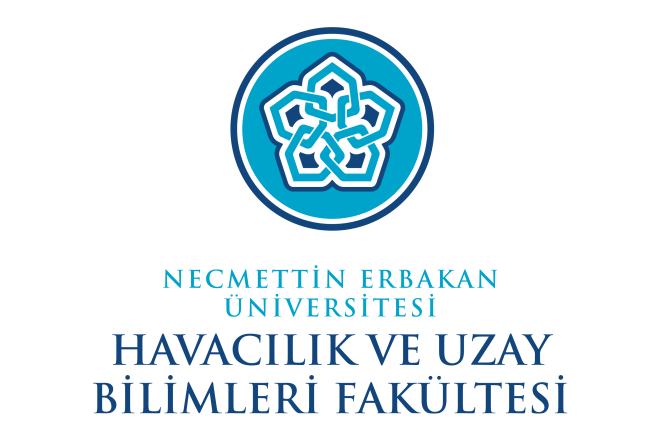 NECMETTİN ERBAKAN
ÜNİVERSİTESİ
HAVACILIK VE UZAY
BİLİMLERİ FAKÜLTESİ